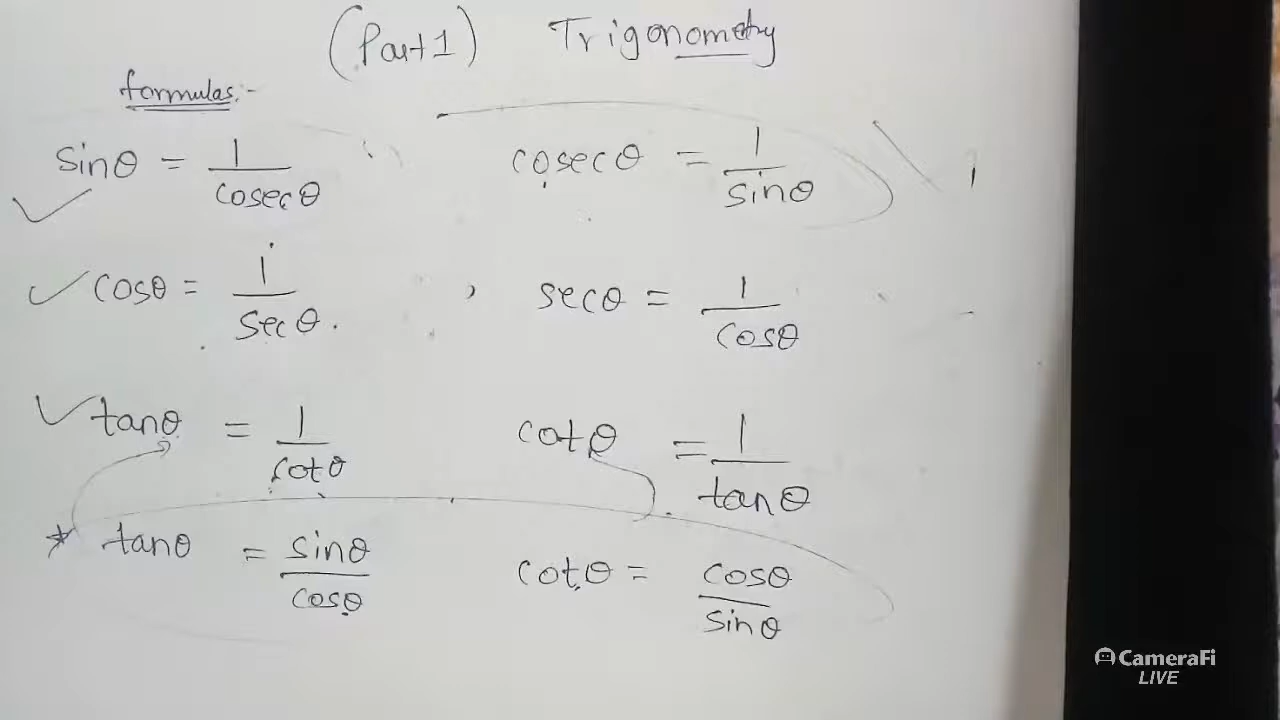 (Part 1) Trigonometry
formulas:-
sinθ = 1/cosecθ cosecθ = 1/sinθ
cosθ = 1/secθ. , secθ = 1/cosθ
tanθ = 1/cotθ cotθ = 1/tanθ
* tanθ = sinθ/cosθ cotθ = cosθ/sinθ
CameraFi
LIVE